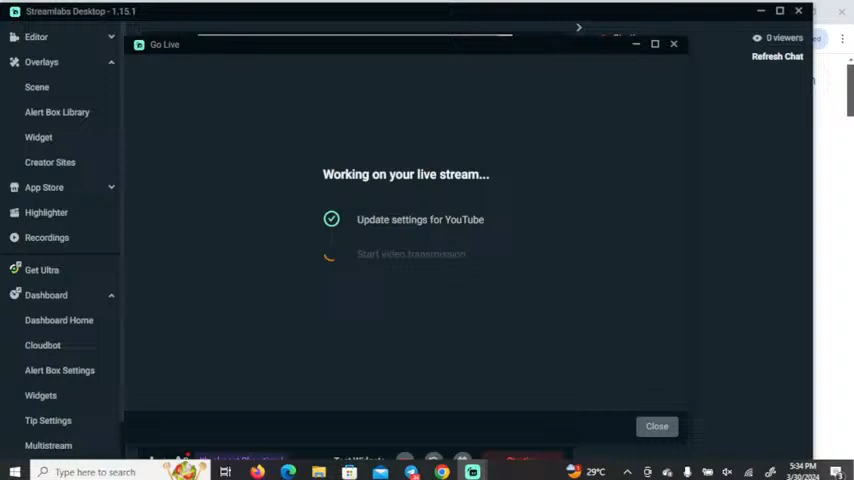 Streamlabs Desktop - 1.15.1
Editor
Go Live
0 viewers
Overlays
Refresh Chat
Scene
Alert Box Library
Widget
Creator Sites
Working on your live stream...
App Store
Highlighter
Update settings for YouTube
Recordings
Start video transmission
Get Ultra
Dashboard
Dashboard Home
Cloudbot
Alert Box Settings
Widgets
Tip Settings
Close
Multistream
Type here to search
29°C
5:34 PM
3/30/2024